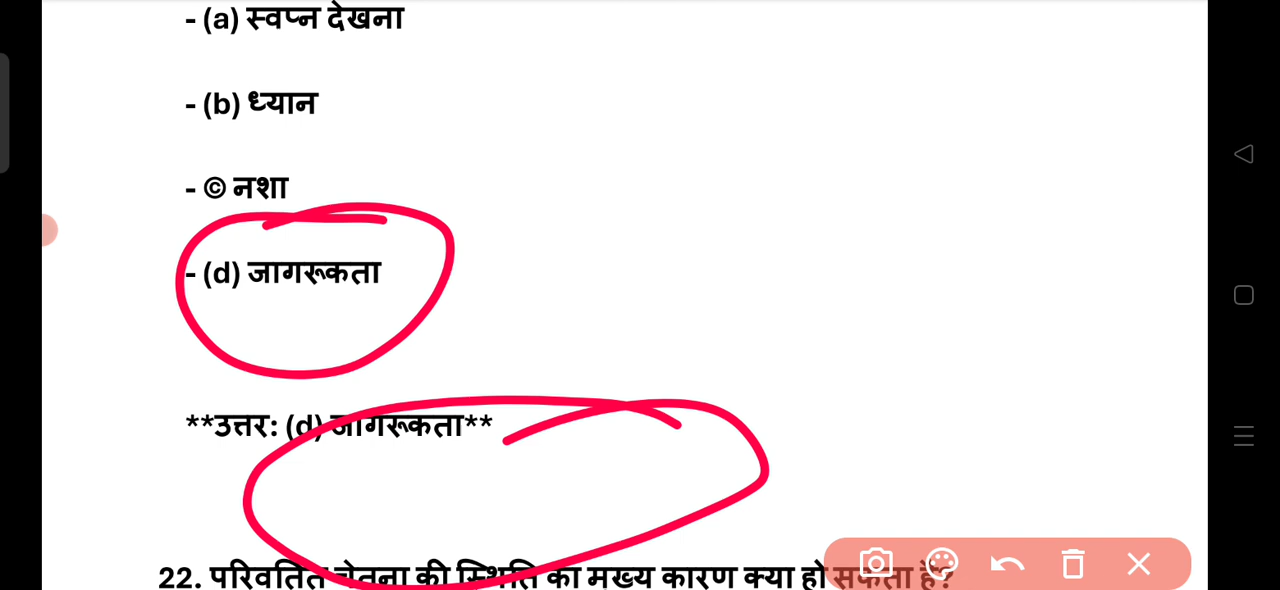 - (a) स्वप्न देखना
- (b) ध्यान
- © नशा
- (d) जागरूकता
**उत्तर: (d) जागरूकता**
22. परिवर्तित चेतना की स्थिति का मुख्य कारण क्या हो सकता है?